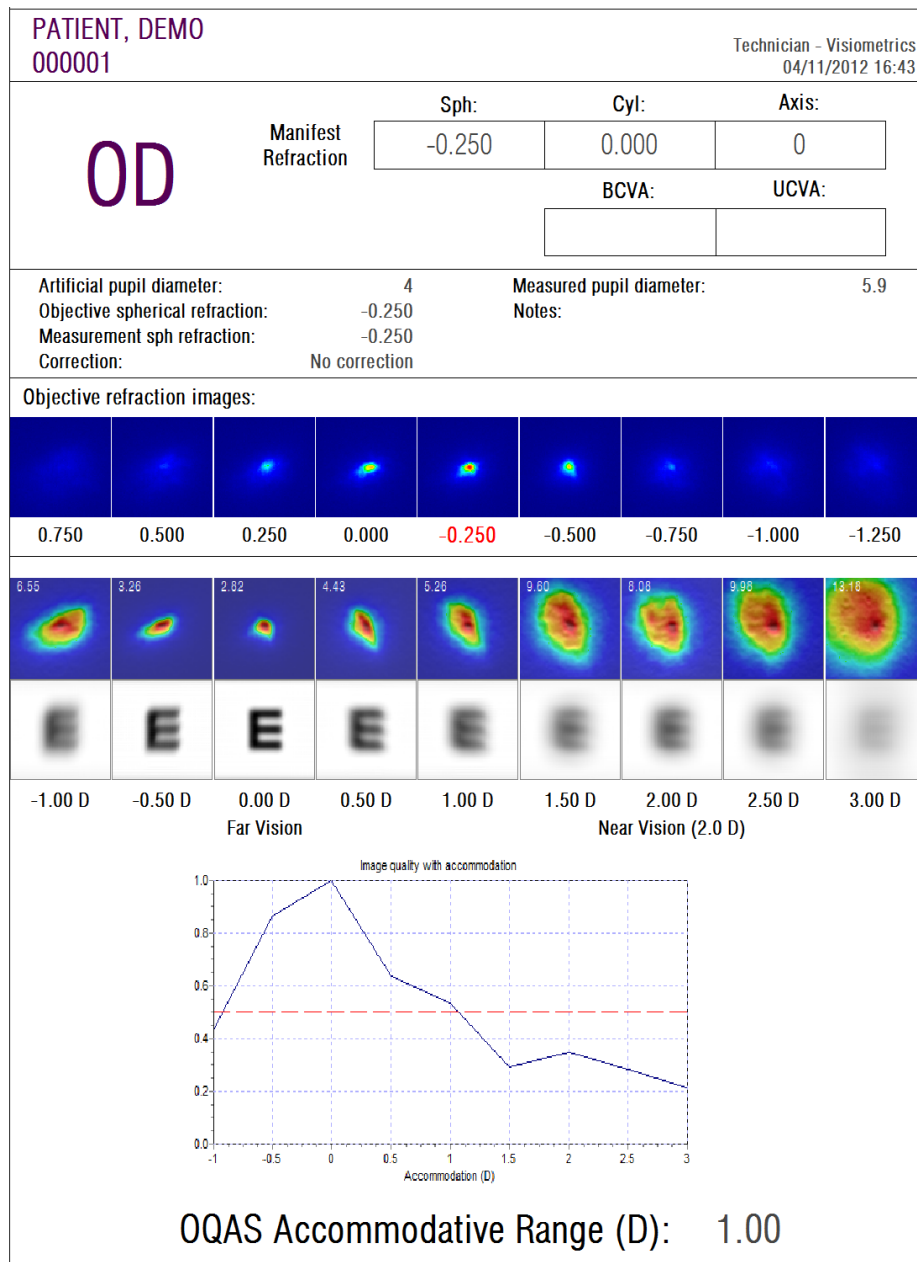 PATIENT, DEMO
000001
Technician - Visiometrics
04/11/2012 16:43
OD
Manifest
Refraction
Sph: Cyl: Axis:
-0.250 0.000 0
BCVA: UCVA:
Artificial pupil diameter: 4 Measured pupil diameter: 5.9
Objective spherical refraction: -0.250 Notes:
Measurement sph refraction: -0.250
Correction: No correction
Objective refraction images:
0.750 0.500 0.250 0.000 -0.250 -0.500 -0.750 -1.000 -1.250
6.55 3.26 2.82 4.43 5.26 9.60 8.08 9.98 13.18
E E E E E E E E E
-1.00 D -0.50 D 0.00 D 0.50 D 1.00 D 1.50 D 2.00 D 2.50 D 3.00 D
Far Vision Near Vision (2.0 D)
Image quality with accommodation
1.0
0.8
0.6
0.4
0.2
0.0
-1 -0.5 0 0.5 1 1.5 2 2.5 3
Accommodation (D)
OQAS Accommodative Range (D): 1.00